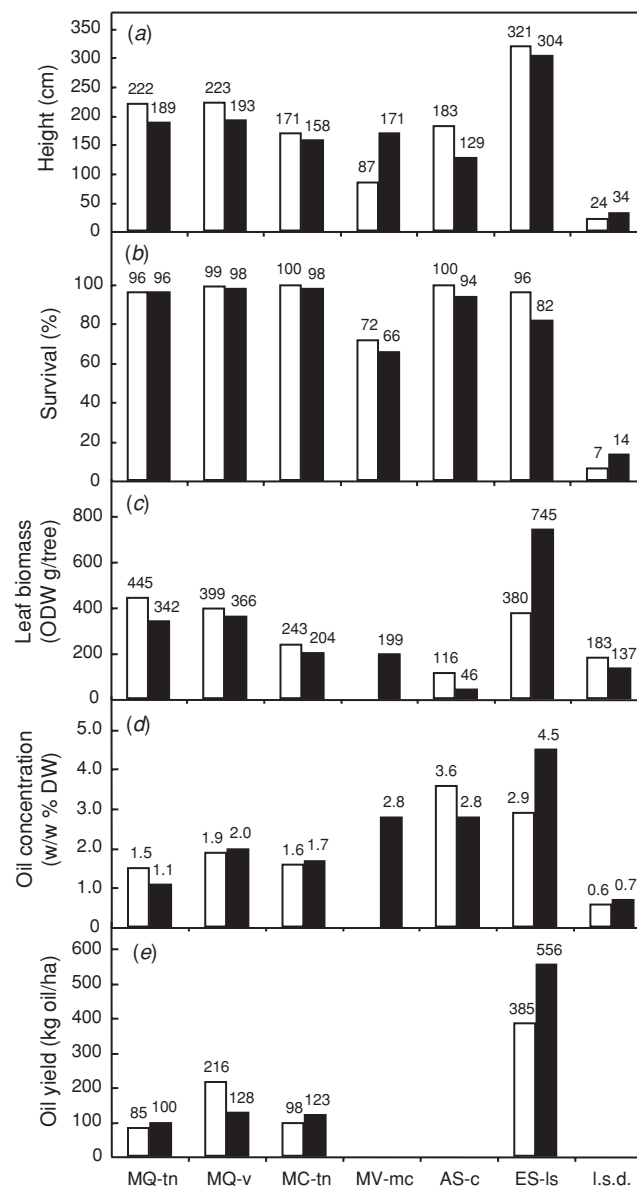 (a)
Height (cm)
350
300
250
200
150
100
50
0
222 189 223 193 171 158 87 171 183 129 321 304 24 34
(b)
Survival (%)
100
80
60
40
20
0
96 96 99 98 100 98 72 66 100 94 96 82 7 14
(c)
Leaf biomass
(ODW g/tree)
800
600
400
200
0
445 342 399 366 243 204 199 116 46 380 745 183 137
(d)
Oil concentration
(w/w % DW)
5.0
4.0
3.0
2.0
1.0
0
1.5 1.1 1.9 2.0 1.6 1.7 2.8 3.6 2.8 2.9 4.5 0.6 0.7
(e)
Oil yield (kg oil/ha)
600
500
400
300
200
100
0
85 100 216 128 98 123 385 556
MQ-tn MQ-v MC-tn MV-mc AS-c ES-ls l.s.d.